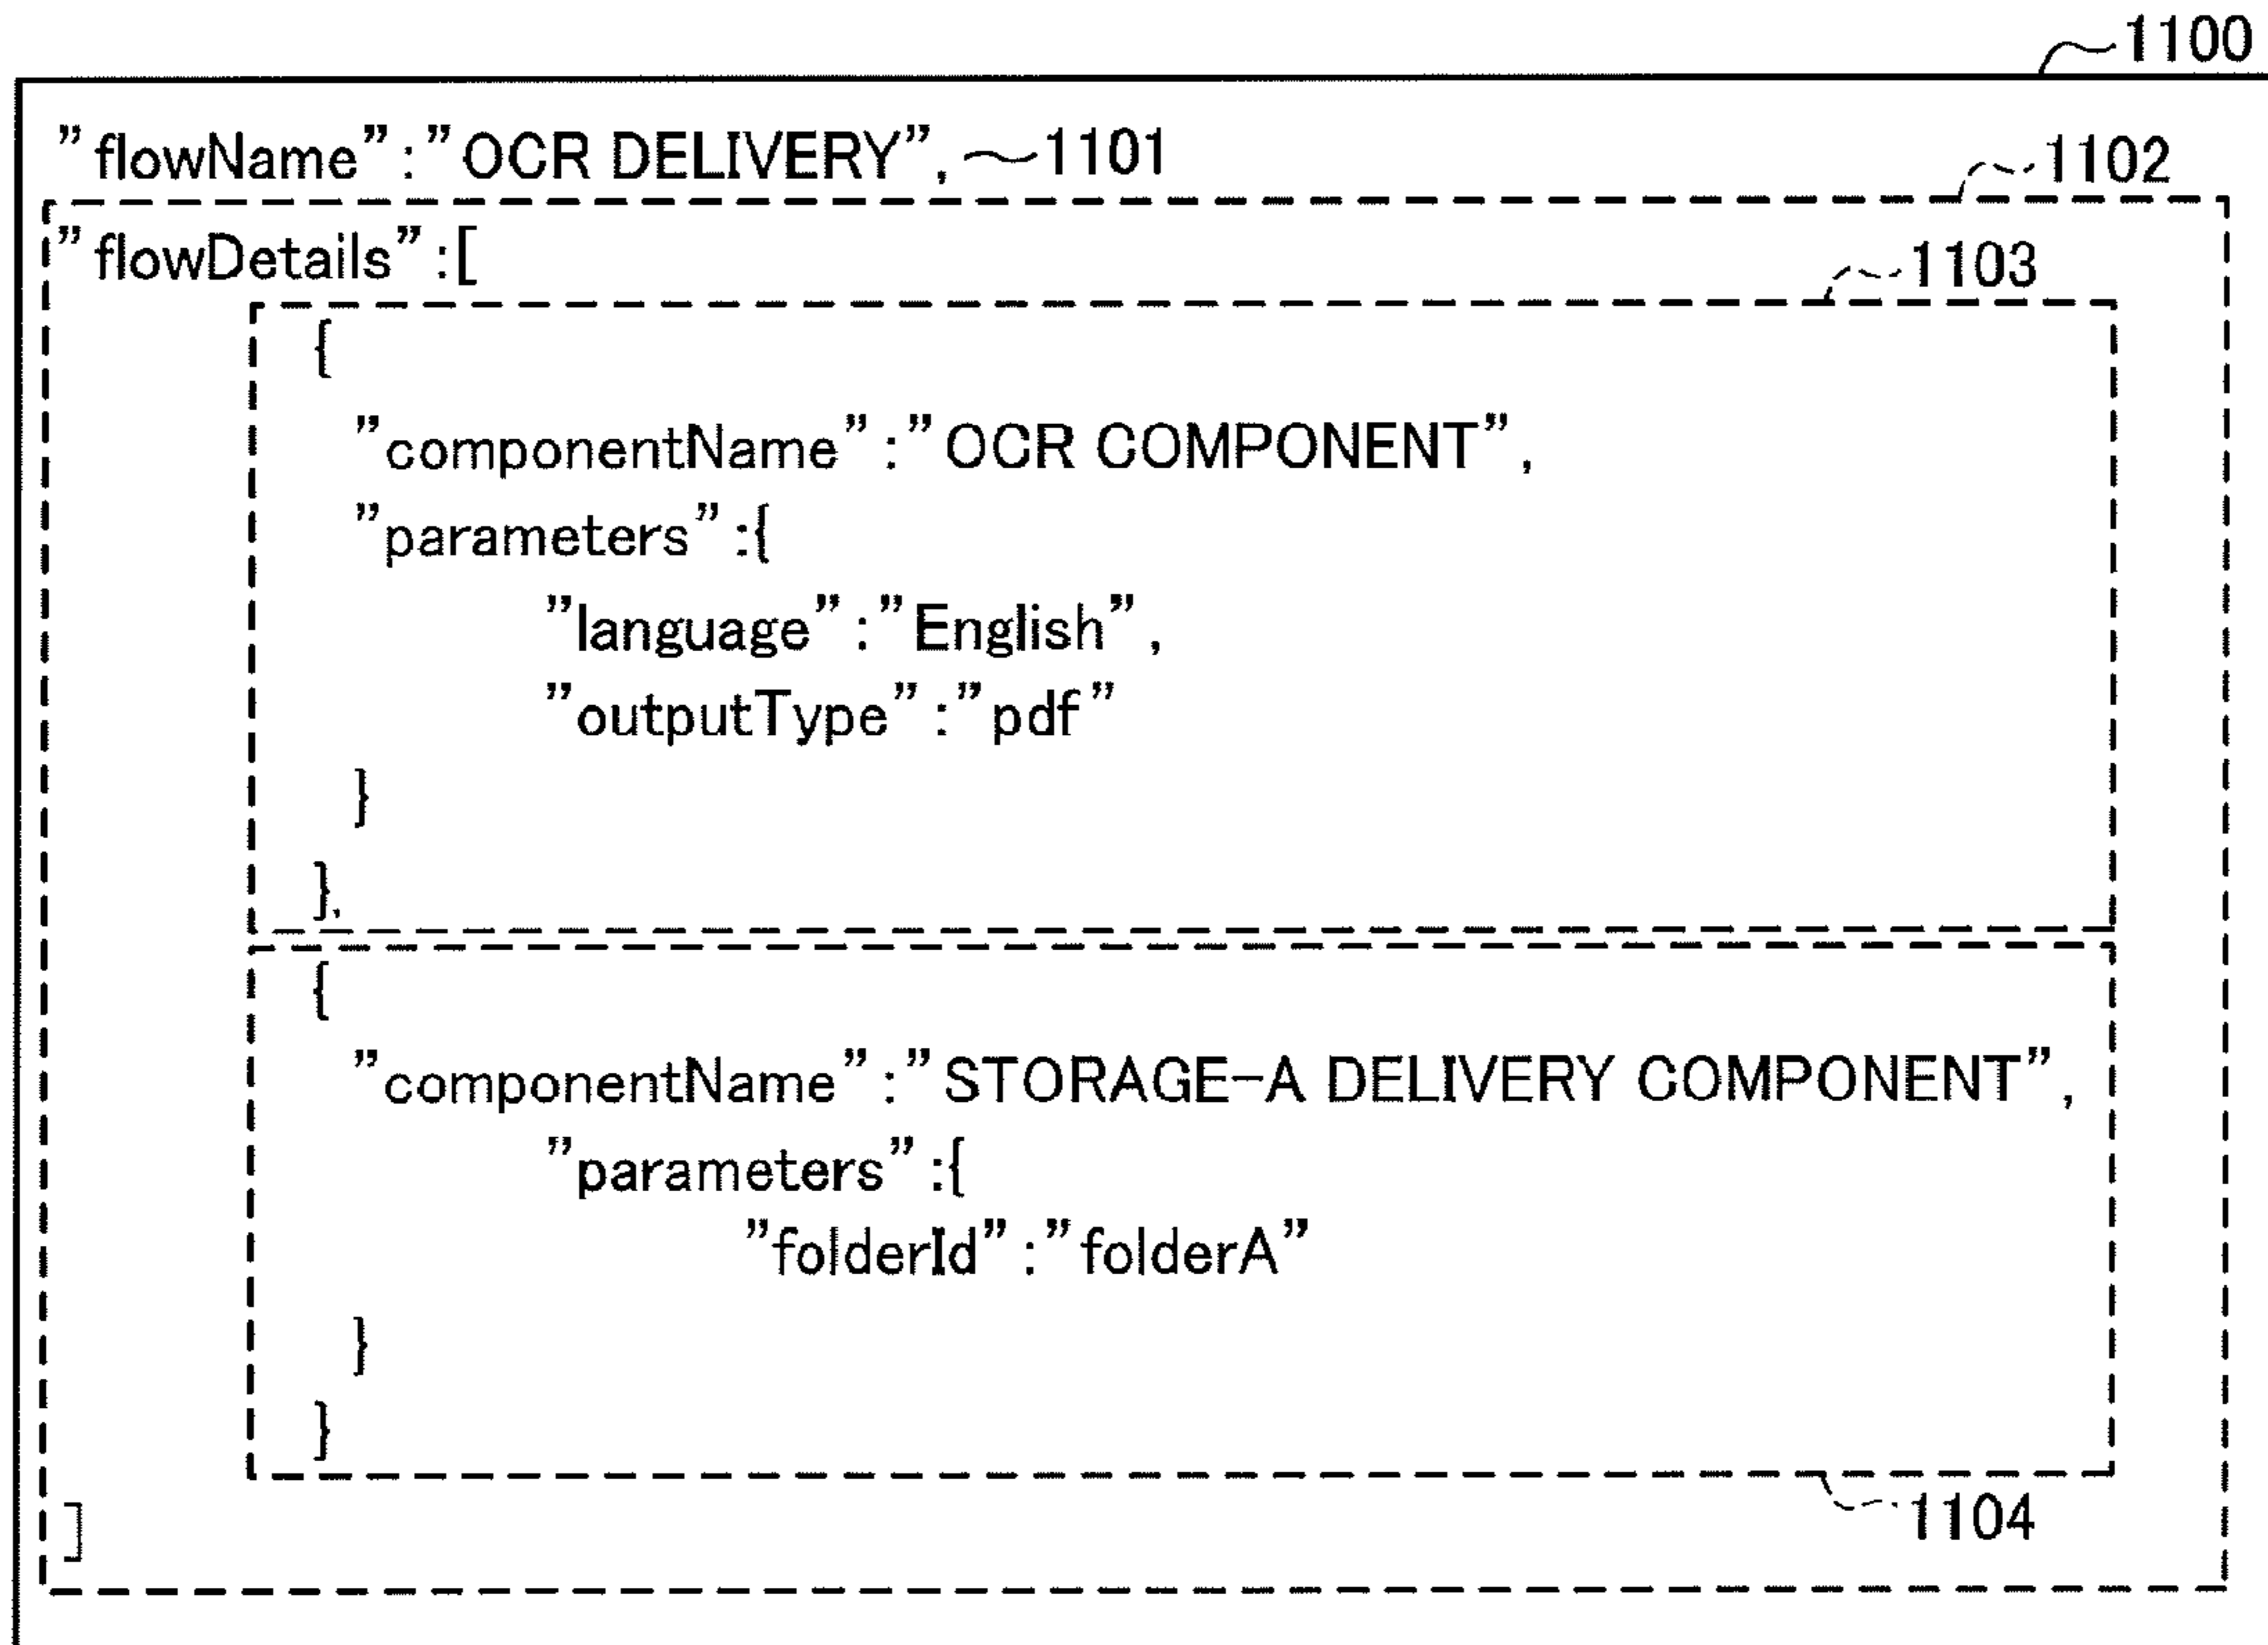 1100
"flowName":"OCR DELIVERY", 1101
1102
"flowDetails":[
1103
{
"componentName":"OCR COMPONENT",
"parameters":{
"language":"English",
"outputType":"pdf"
}
},
{
"componentName":"STORAGE-A DELIVERY COMPONENT",
"parameters":{
"folderId":"folderA"
}
}
1104
]